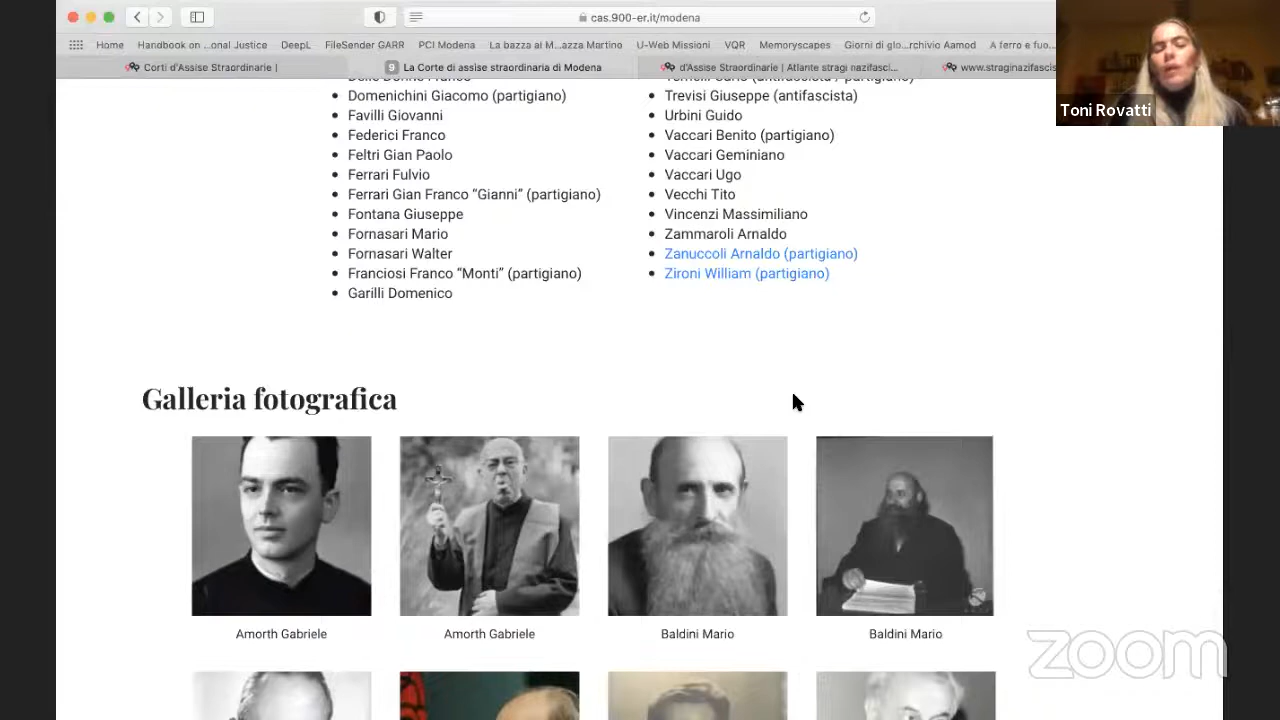 cas.900-er.it/modena
Home Handbook on ...onal Justice DeepL FileSender GARR PCI Modena La bazza ai M...azza Martino U-Web Missioni VQR Memoryscapes Giorni di glo...rchivio Aamod A ferro e fuo...
Corti d'Assise Straordinarie |
9 La Corte di assise straordinaria di Modena
d'Assise Straordinarie | Atlante stragi nazifasci...
www.straginazifascis
Toni Rovatti
Domenichini Giacomo (partigiano)
Favilli Giovanni
Federici Franco
Feltri Gian Paolo
Ferrari Fulvio
Ferrari Gian Franco “Gianni” (partigiano)
Fontana Giuseppe
Fornasari Mario
Fornasari Walter
Franciosi Franco “Monti” (partigiano)
Garilli Domenico
Trevisi Giuseppe (antifascista)
Urbini Guido
Vaccari Benito (partigiano)
Vaccari Geminiano
Vaccari Ugo
Vecchi Tito
Vincenzi Massimiliano
Zammaroli Arnaldo
Zanuccoli Arnaldo (partigiano)
Zironi William (partigiano)
Galleria fotografica
Amorth Gabriele
Amorth Gabriele
Baldini Mario
Baldini Mario
zoom